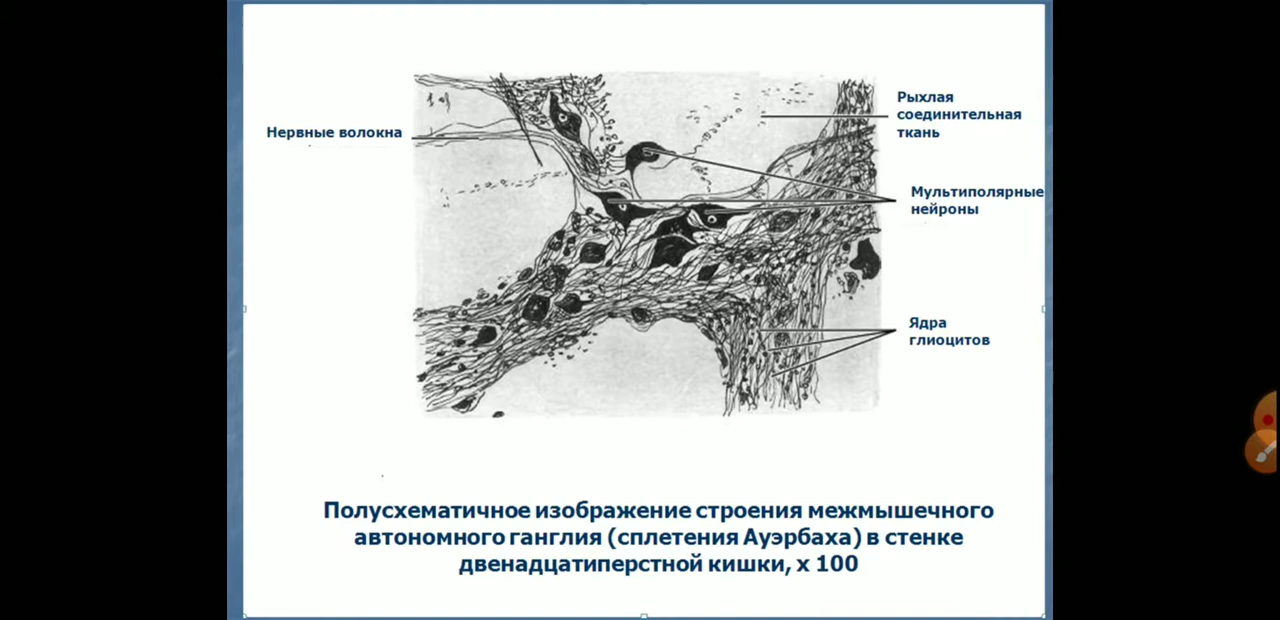 Нервные волокна
Рыхлая
соединительная
ткань
Мультиполярные
нейроны
Ядра
глиоцитов
Полусхематичное изображение строения межмышечного
автономного ганглия (сплетения Ауэрбаха) в стенке
двенадцатиперстной кишки, х 100